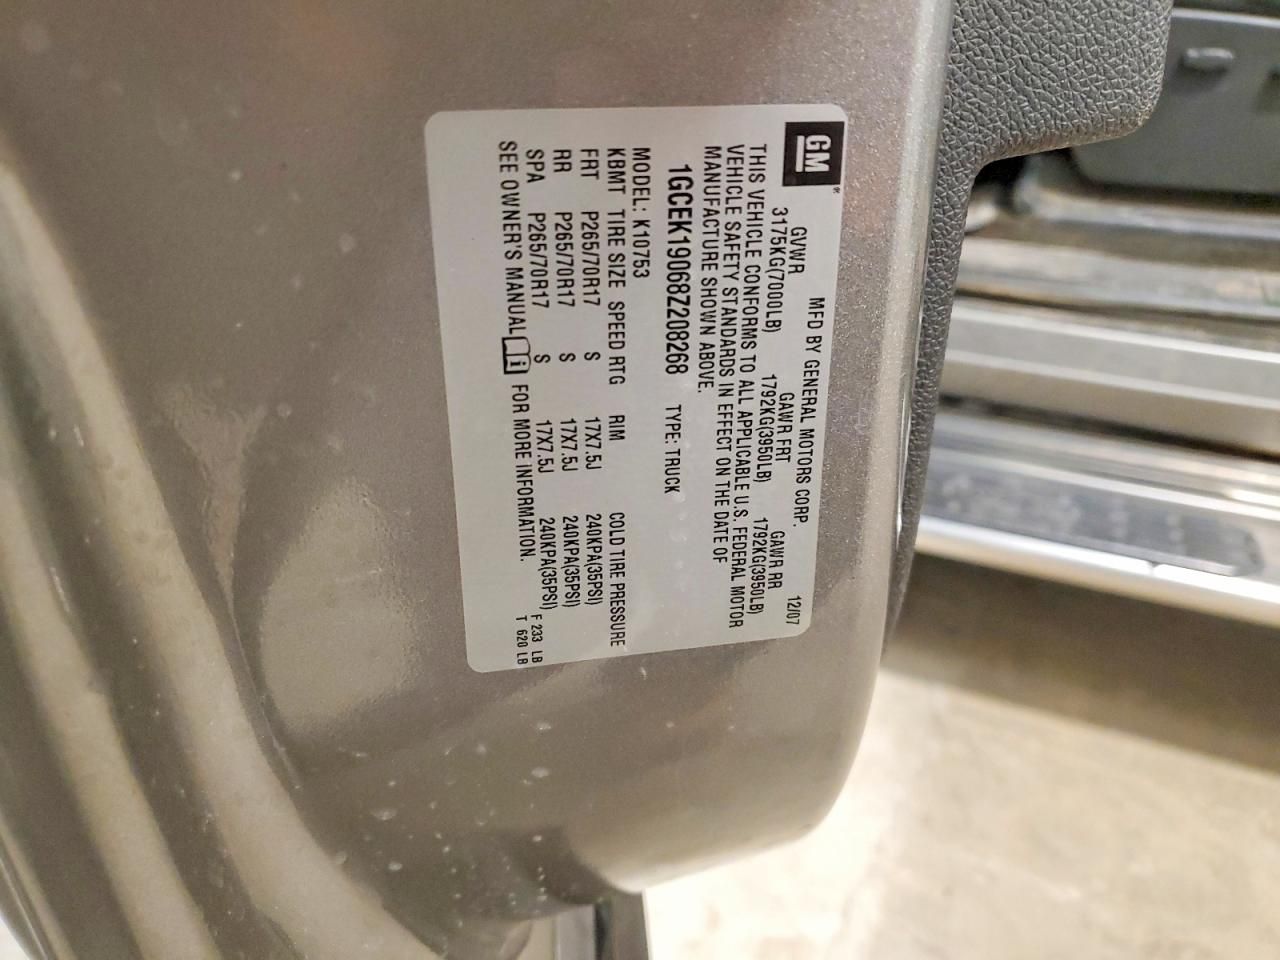 GM
MFD BY GENERAL MOTORS CORP. 12/07
GVWR GAWR FRT GAWR RR
3175KG(7000LB) 1792KG(3950LB) 1792KG(3950LB)
THIS VEHICLE CONFORMS TO ALL APPLICABLE U.S. FEDERAL MOTOR
VEHICLE SAFETY STANDARDS IN EFFECT ON THE DATE OF
MANUFACTURE SHOWN ABOVE.
1GCEK19068Z208268 TYPE: TRUCK
MODEL: K10753
KBMT TIRE SIZE SPEED RTG RIM COLD TIRE PRESSURE
FRT P265/70R17 S 17X7.5J 240KPA(35PSI)
RR P265/70R17 S 17X7.5J 240KPA(35PSI)
SPA P265/70R17 S 17X7.5J 240KPA(35PSI)
SEE OWNER'S MANUAL i FOR MORE INFORMATION.
F 233 LB
T 620 LB